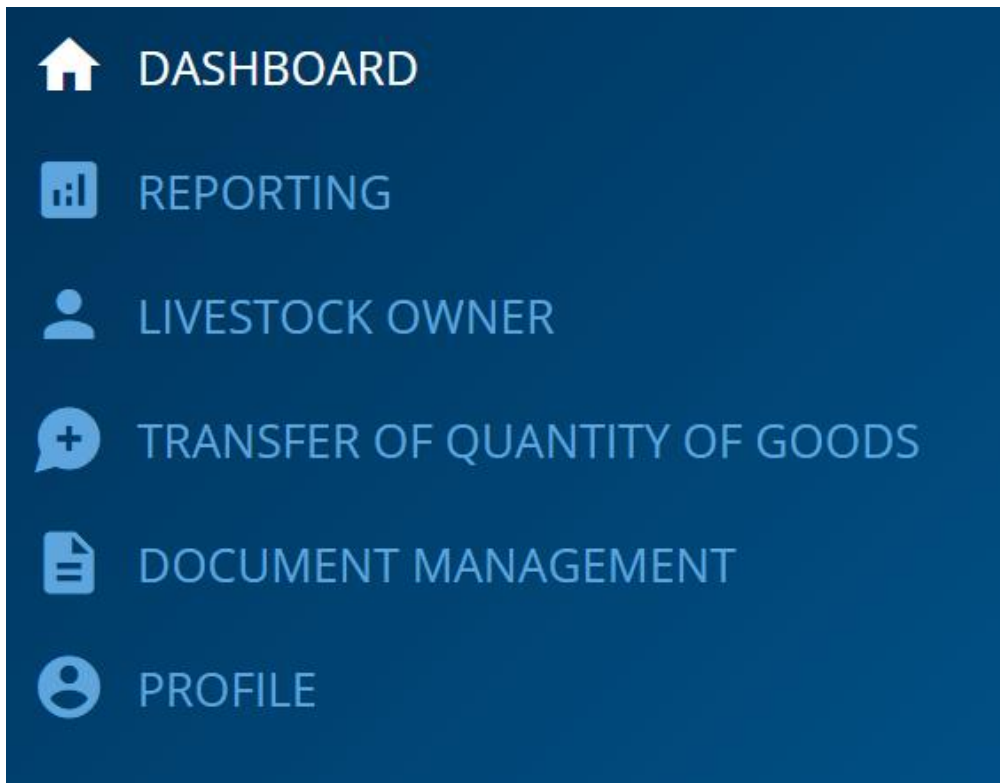 DASHBOARD
REPORTING
LIVESTOCK OWNER
TRANSFER OF QUANTITY OF GOODS
DOCUMENT MANAGEMENT
PROFILE